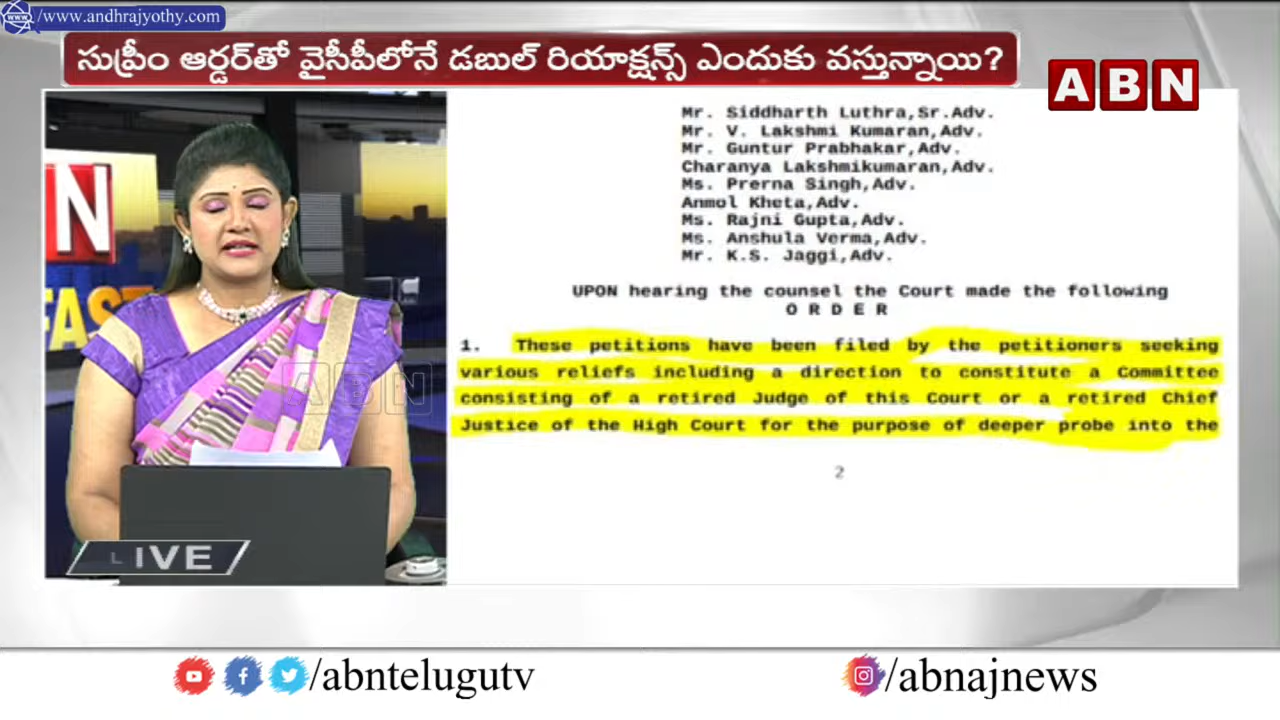 /www.andhrajyothy.com
సుప్రీం ఆర్డర్‌తో వైసీపీలోనే డబుల్ రియాక్షన్స్ ఎందుకు వస్తున్నాయి?
ABN
Mr. Siddharth Luthra,Sr.Adv.
Mr. V. Lakshmi Kumaran,Adv.
Mr. Guntur Prabhakar,Adv.
Charanya Lakshmikumaran,Adv.
Ms. Prerna Singh,Adv.
Anmol Kheta,Adv.
Ms. Rajni Gupta,Adv.
Ms. Anshula Verma,Adv.
Mr. K.S. Jaggi,Adv.
UPON hearing the counsel the Court made the following
O R D E R
1. These petitions have been filed by the petitioners seeking
various reliefs including a direction to constitute a Committee
consisting of a retired Judge of this Court or a retired Chief
Justice of the High Court for the purpose of deeper probe into the
2
N
FAST
ABN
LIVE
/abntelugutv
/abnajnews